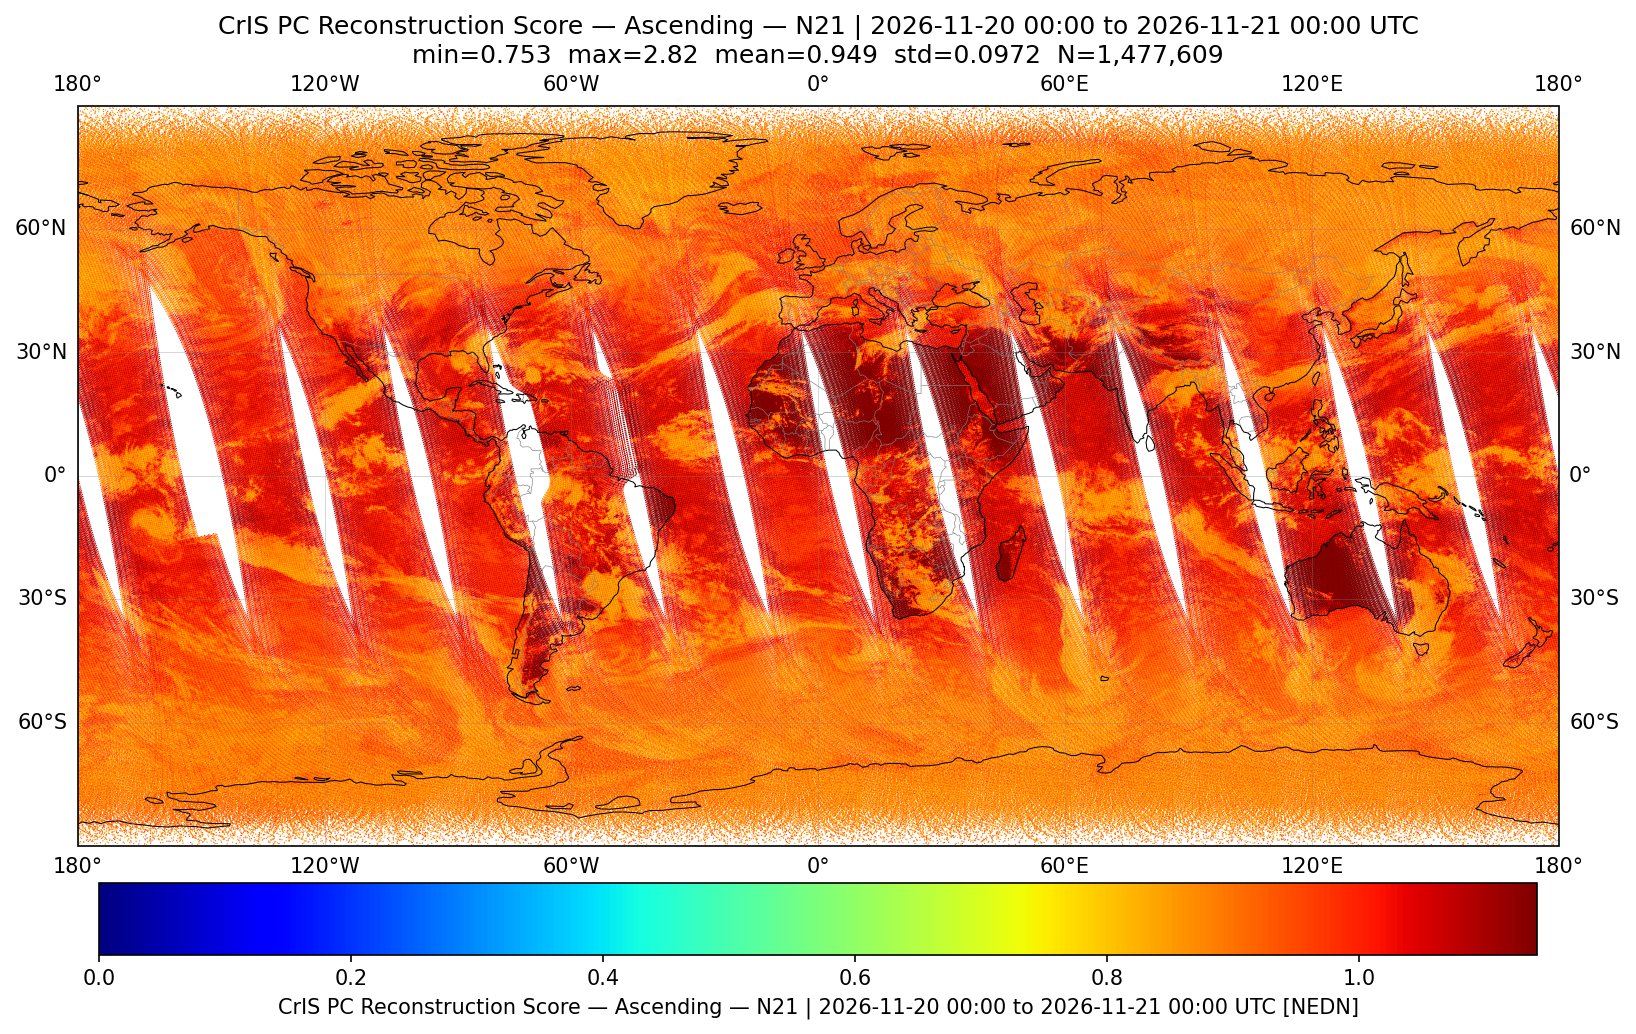 CrIS PC Reconstruction Score — Ascending — N21 | 2026-11-20 00:00 to 2026-11-21 00:00 UTC
min=0.753 max=2.82 mean=0.949 std=0.0972 N=1,477,609
180° 120°W 60°W 0° 60°E 120°E 180°
60°N 60°N
30°N 30°N
0° 0°
30°S 30°S
60°S 60°S
180° 120°W 60°W 0° 60°E 120°E 180°
0.0 0.2 0.4 0.6 0.8 1.0
CrIS PC Reconstruction Score — Ascending — N21 | 2026-11-20 00:00 to 2026-11-21 00:00 UTC [NEDN]